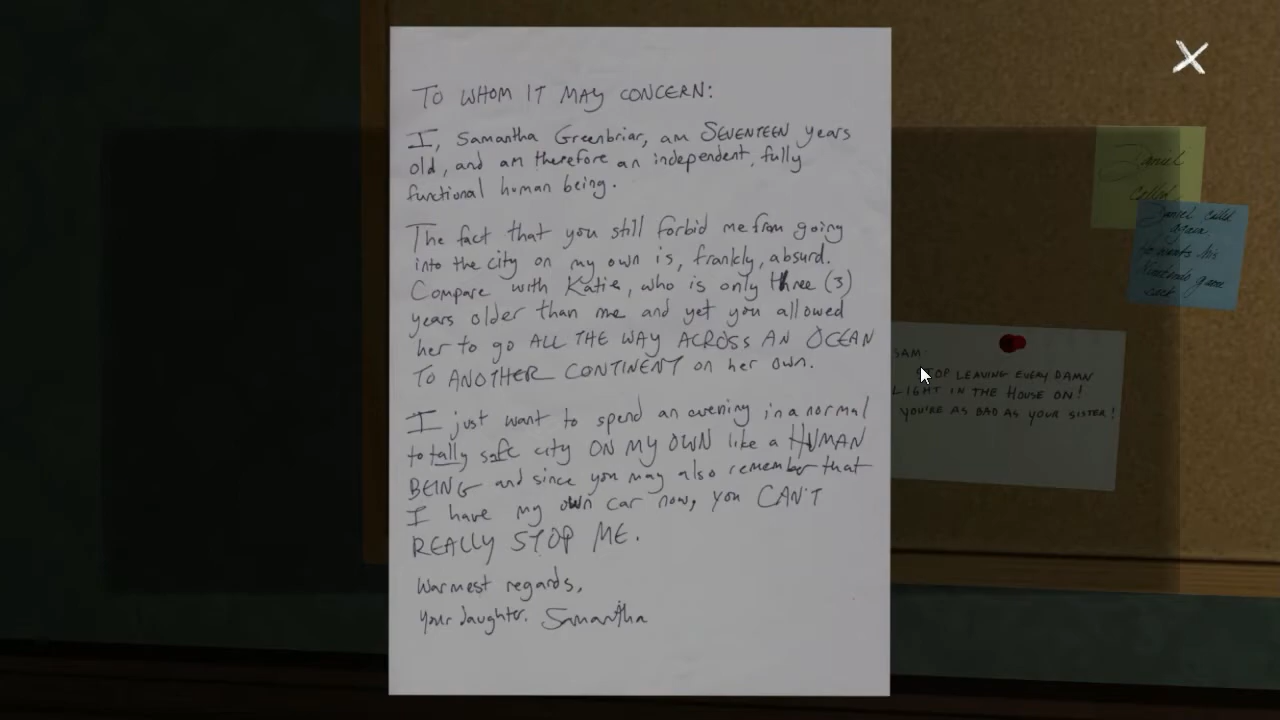 TO WHOM IT MAY CONCERN:
I, Samantha Greenbriar, am SEVENTEEN years
old, and am therefore an independent, fully
functional human being.
The fact that you still forbid me from going
into the city on my own is, frankly, absurd.
Compare with Katie, who is only three (3)
years older than me and yet you allowed
her to go ALL THE WAY ACROSS AN OCEAN
TO ANOTHER CONTINENT on her own.
I just want to spend an evening in a normal
totally safe city ON MY OWN like a HUMAN
BEING and since you may also remember that
I have my own car now, you CAN'T
REALLY STOP ME.
Warmest regards,
Your daughter. Samantha
Daniel
called
Daniel called
again
wants his
Nintendo game
back
SAM
STOP LEAVING EVERY DAMN
LIGHT IN THE HOUSE ON!
YOU'RE AS BAD AS YOUR SISTER!